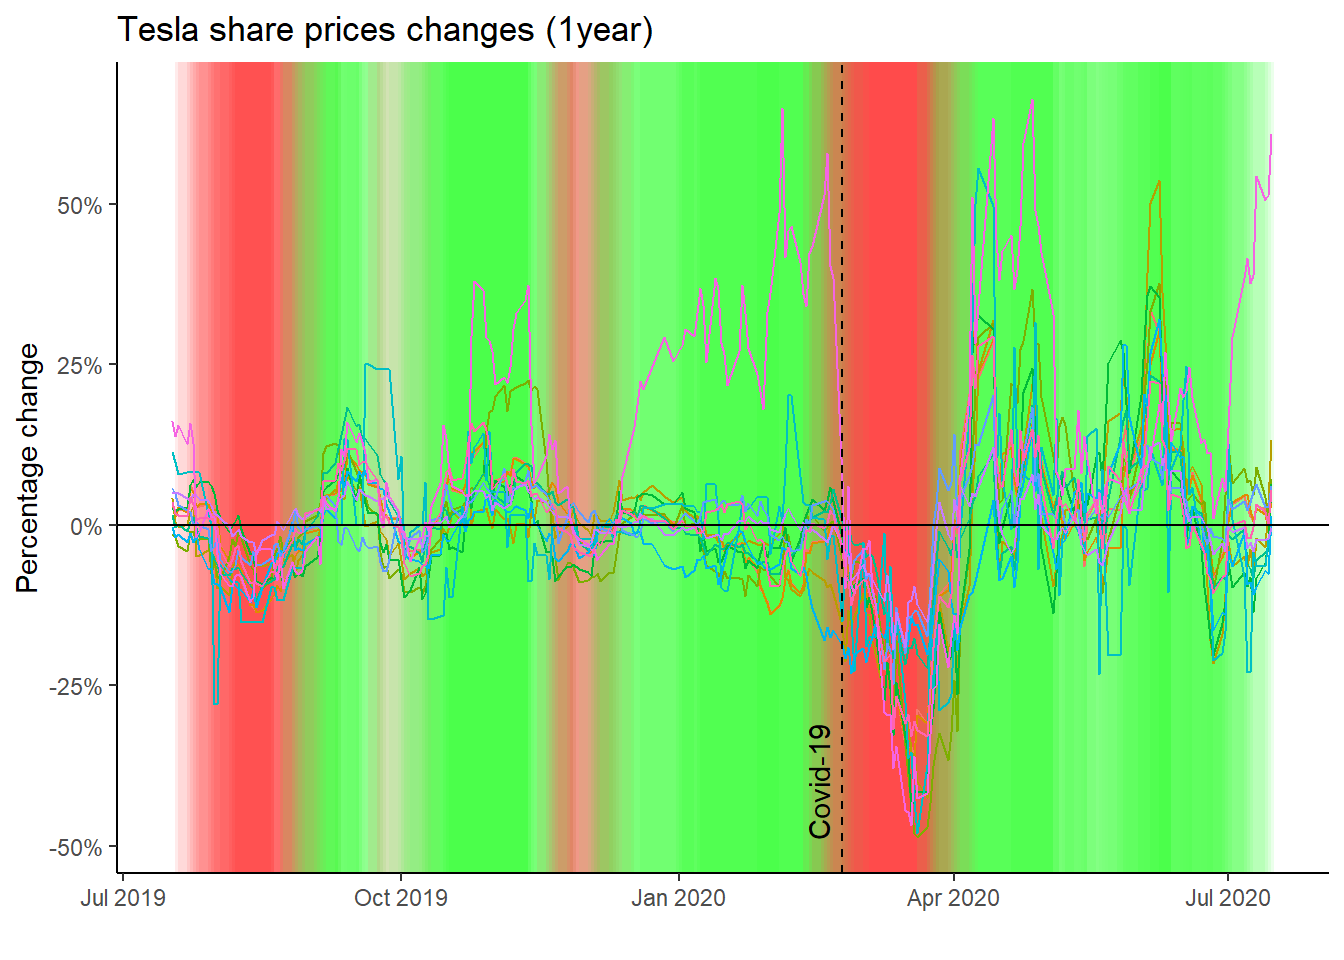 Tesla share prices changes (1year)
Percentage change
50%
25%
0%
-25%
-50%
Covid-19
Jul 2019
Oct 2019
Jan 2020
Apr 2020
Jul 2020